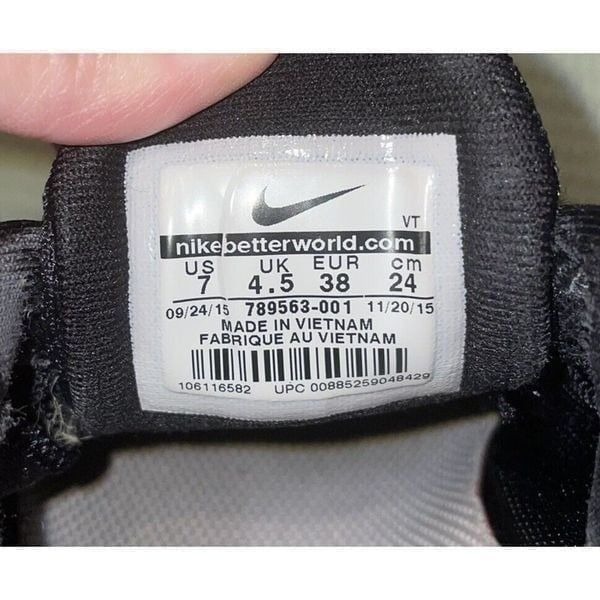 VT
nikebetterworld.com
US UK EUR cm
7 4.5 38 24
09/24/15 789563-001 11/20/15
MADE IN VIETNAM
FABRIQUE AU VIETNAM
106116582 UPC 00885259048429